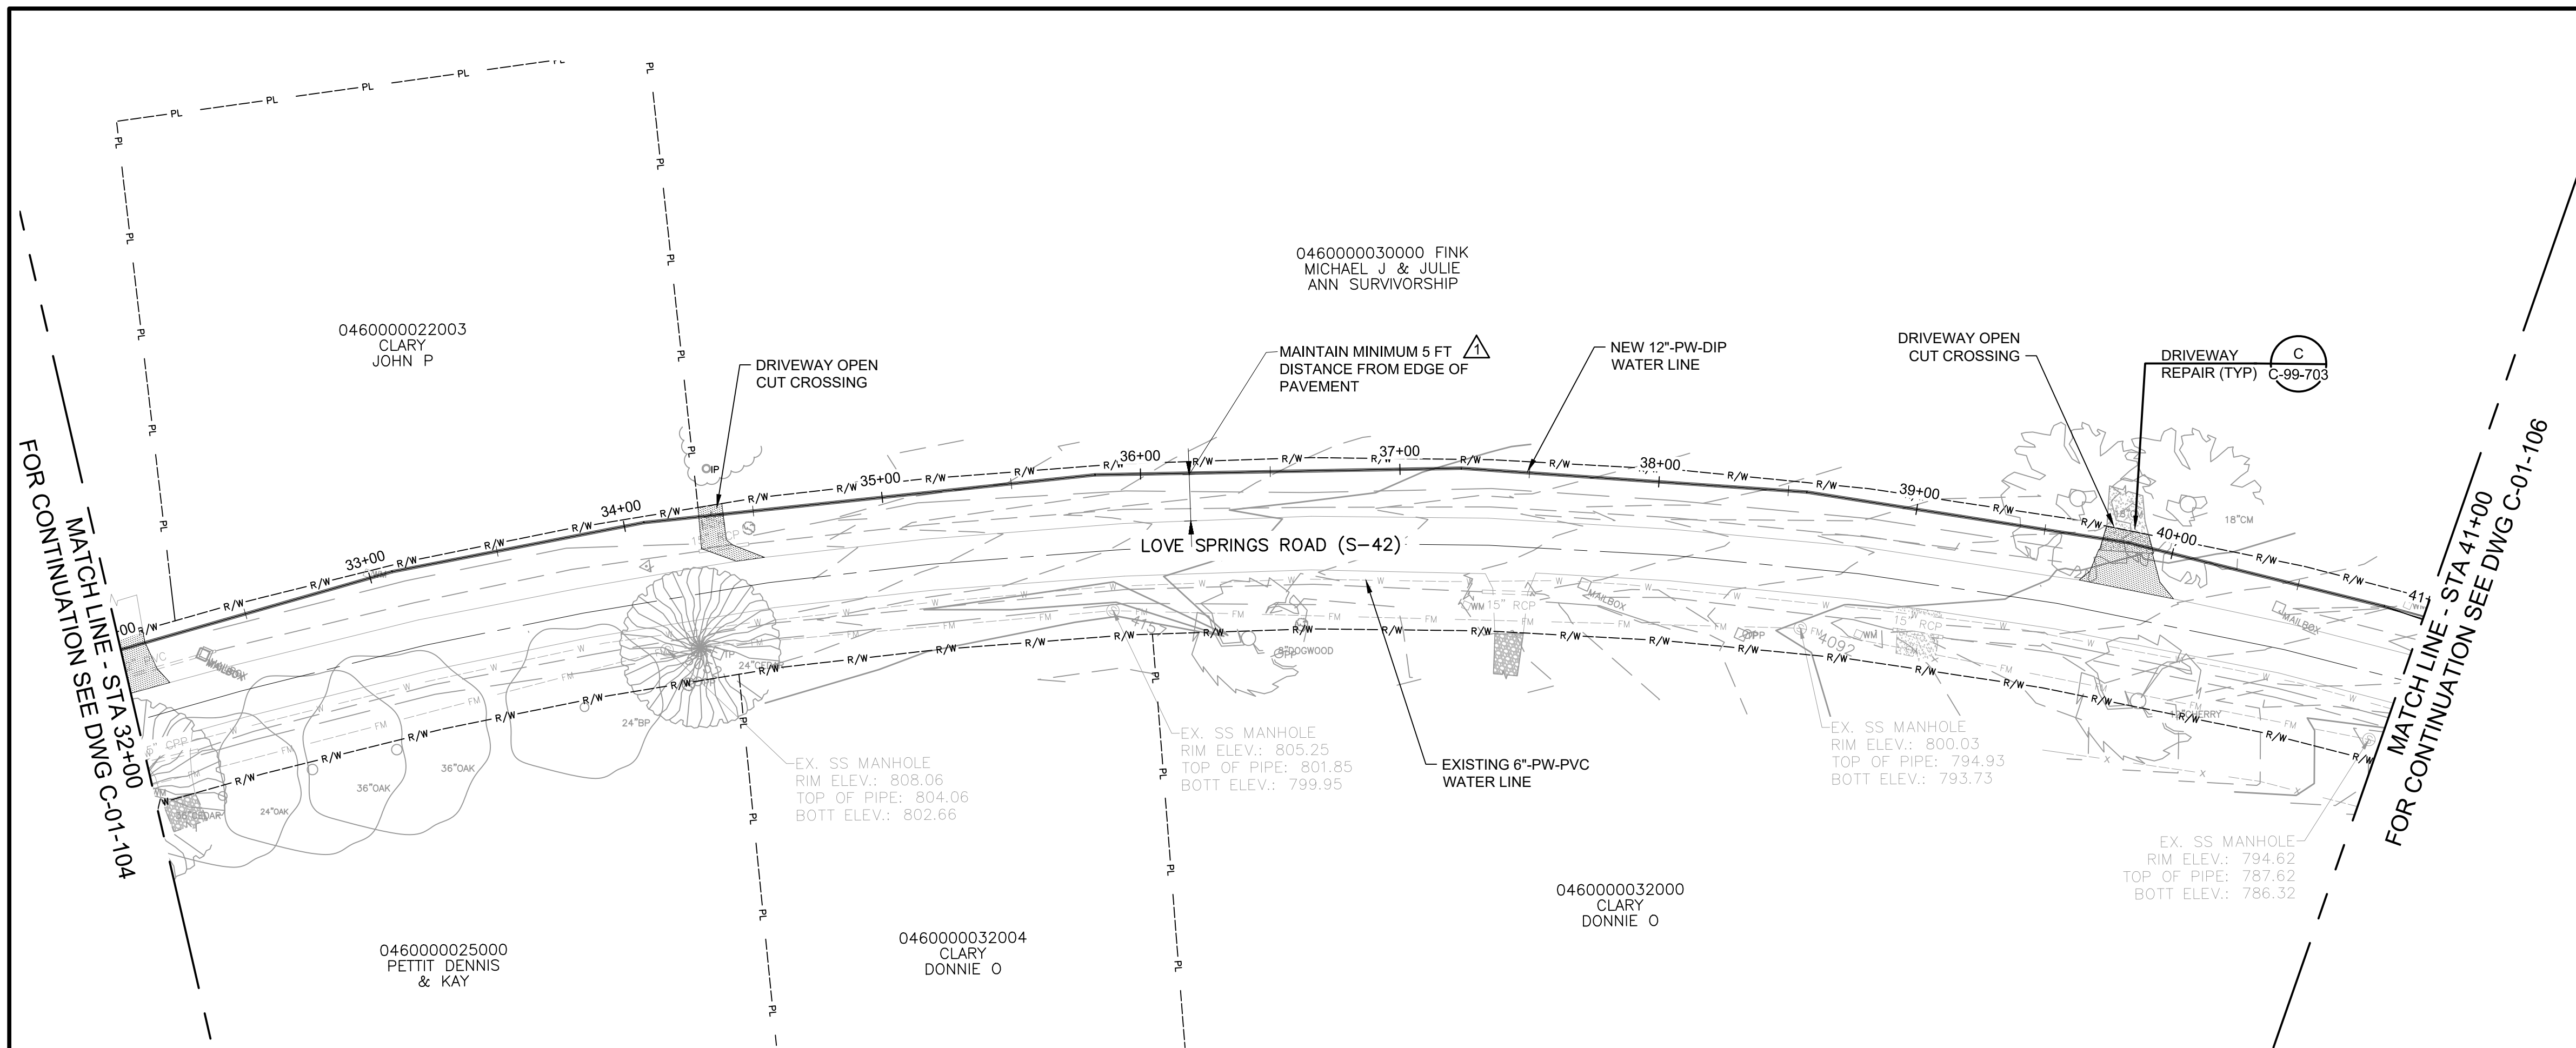 0460000022003
CLARY
JOHN P
0460000030000 FINK
MICHAEL J & JULIE
ANN SURVIVORSHIP
DRIVEWAY OPEN
CUT CROSSING
MAINTAIN MINIMUM 5 FT
DISTANCE FROM EDGE OF
PAVEMENT
1
NEW 12"-PW-DIP
WATER LINE
DRIVEWAY OPEN
CUT CROSSING
DRIVEWAY
REPAIR (TYP)
C
C-99-703
MATCH LINE - STA 32+00
FOR CONTINUATION SEE DWG C-01-104
MATCH LINE - STA 41+00
FOR CONTINUATION SEE DWG C-01-106
33+00
34+00
35+00
36+00
37+00
38+00
39+00
40+00
LOVE SPRINGS ROAD (S-42)
IP
MAILBOX
24"BP
24"OAK
36"OAK
36"OAK
15" RCP
MAILBOX
WM
15" RCP
4092
18"CM
MAILBOX
EX. SS MANHOLE
RIM ELEV.: 808.06
TOP OF PIPE: 804.06
BOTT ELEV.: 802.66
EX. SS MANHOLE
RIM ELEV.: 805.25
TOP OF PIPE: 801.85
BOTT ELEV.: 799.95
EXISTING 6"-PW-PVC
WATER LINE
EX. SS MANHOLE
RIM ELEV.: 800.03
TOP OF PIPE: 794.93
BOTT ELEV.: 793.73
EX. SS MANHOLE
RIM ELEV.: 794.62
TOP OF PIPE: 787.62
BOTT ELEV.: 786.32
0460000025000
PETTIT DENNIS
& KAY
0460000032004
CLARY
DONNIE O
0460000032000
CLARY
DONNIE O